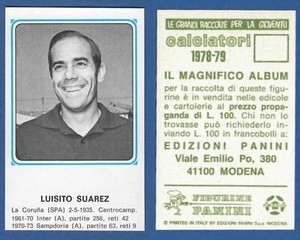 LUISITO SUAREZ
La Coruña (SPA) 2-5-1935. Centrocamp.
1961-70 Inter (A), partite 256, reti 42
1970-73 Sampdoria (A), partite 63, reti 9
LE GRANDI RACCOLTE PER LA GIOVENTÙ
calciatori
1978-79
IL MAGNIFICO ALBUM
per la raccolta di queste figurine
è in vendita nelle edicole
e cartolerie al prezzo propaganda
di L. 100. Chi non lo
trovasse può richiederlo inviando
L. 100 in francobolli a:
EDIZIONI PANINI
Viale Emilio Po, 380
41100 MODENA
FIGURINE
PANINI
PRINTED IN ITALY BY EDIZIONI PANINI S.p.A. MODENA